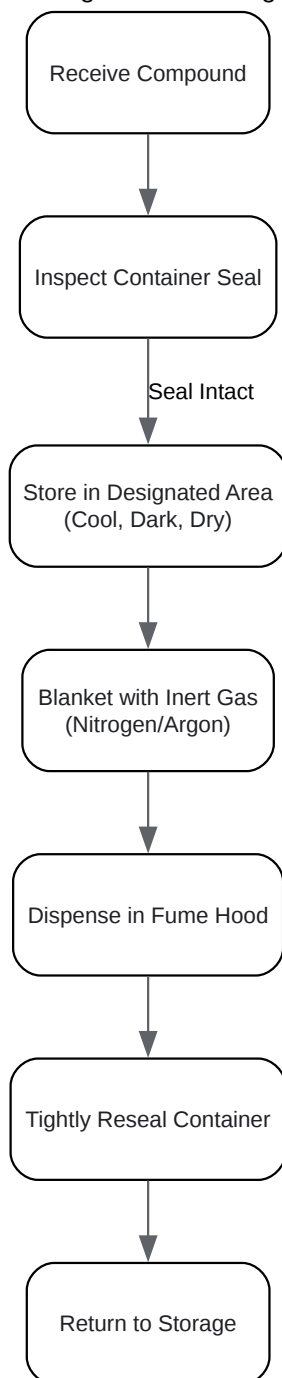 Receive Compound
Inspect Container Seal
Seal Intact
Store in Designated Area
(Cool, Dark, Dry)
Blanket with Inert Gas
(Nitrogen/Argon)
Dispense in Fume Hood
Tightly Reseal Container
Return to Storage